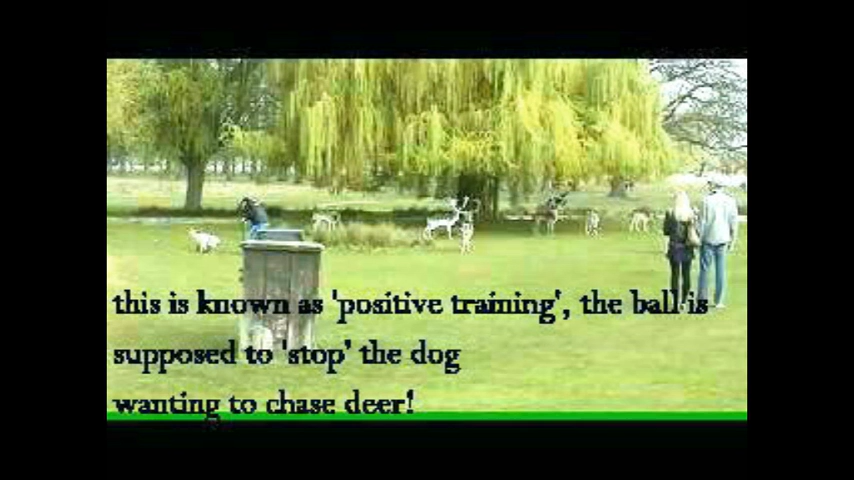 this is known as 'positive training', the ball is
supposed to 'stop' the dog
wanting to chase deer!